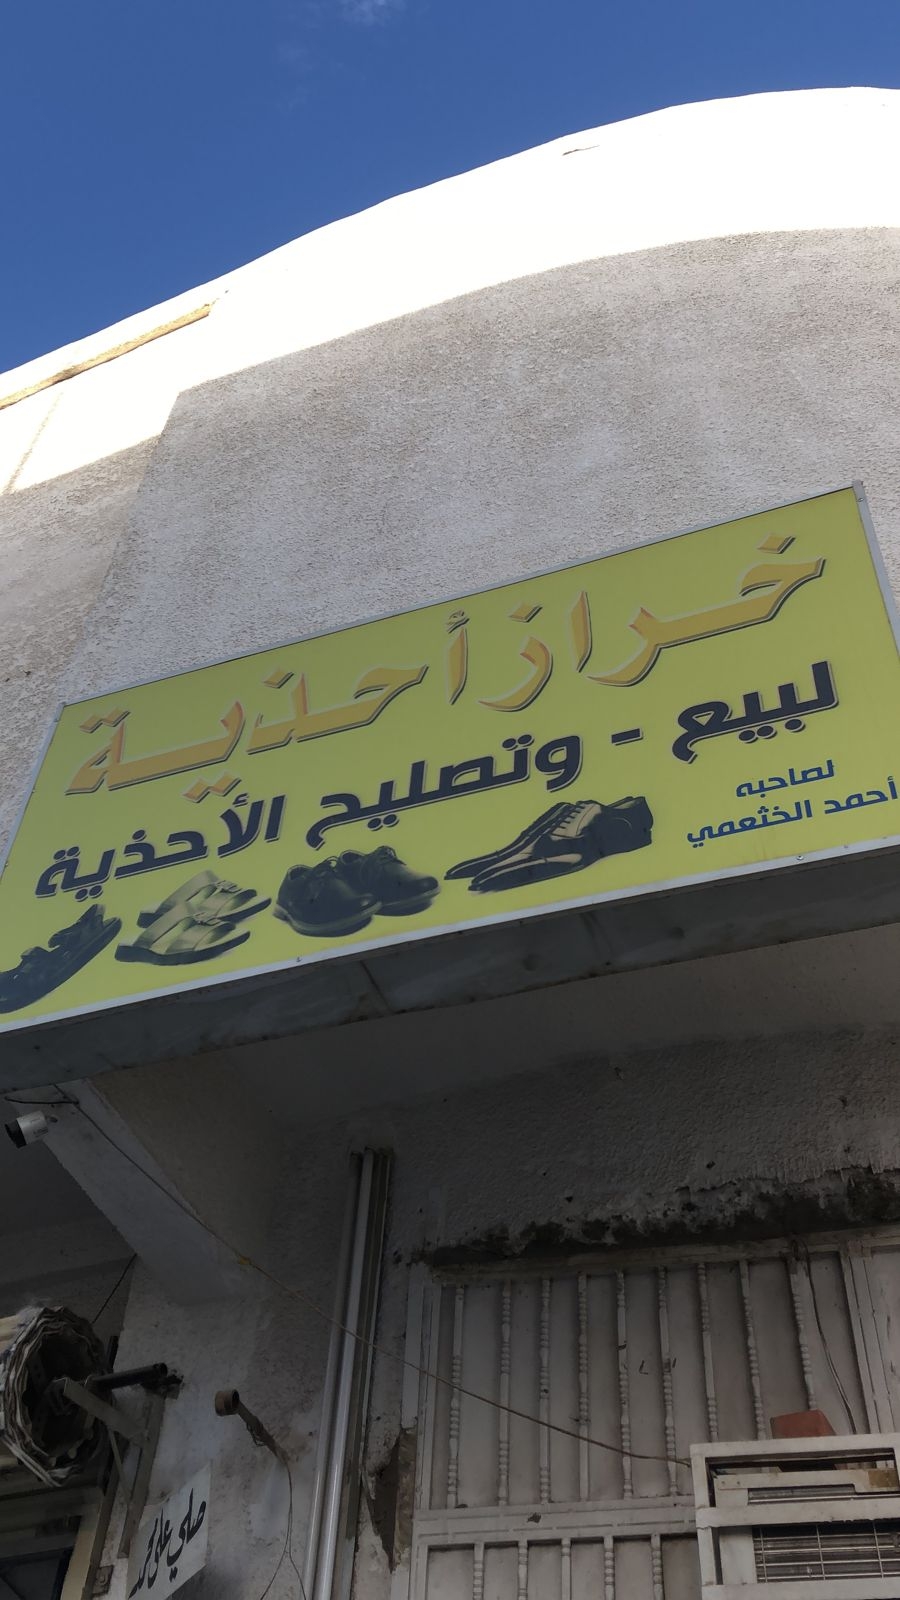 خراز أحذية
لبيع - وتصليح الأحذية
لصاحبه
أحمد الخثعمي
صلي على محمد